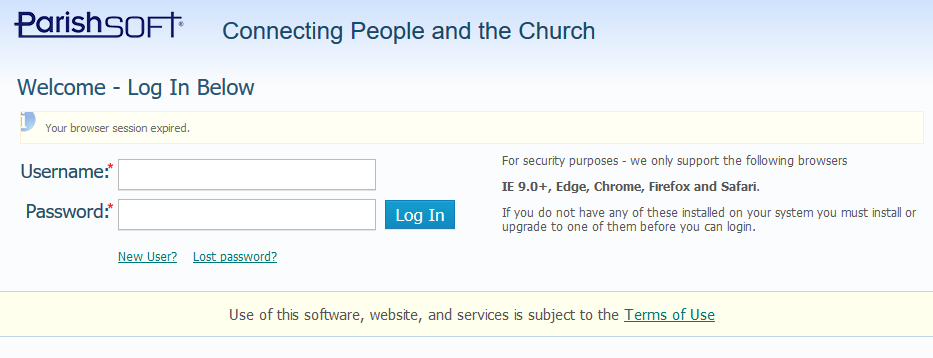 ParishSOFT®
Connecting People and the Church
Welcome - Log In Below
Your browser session expired.
Username:*
Password:*
Log In
New User? Lost password?
For security purposes - we only support the following browsers
IE 9.0+, Edge, Chrome, Firefox and Safari.
If you do not have any of these installed on your system you must install or
upgrade to one of them before you can login.
Use of this software, website, and services is subject to the Terms of Use